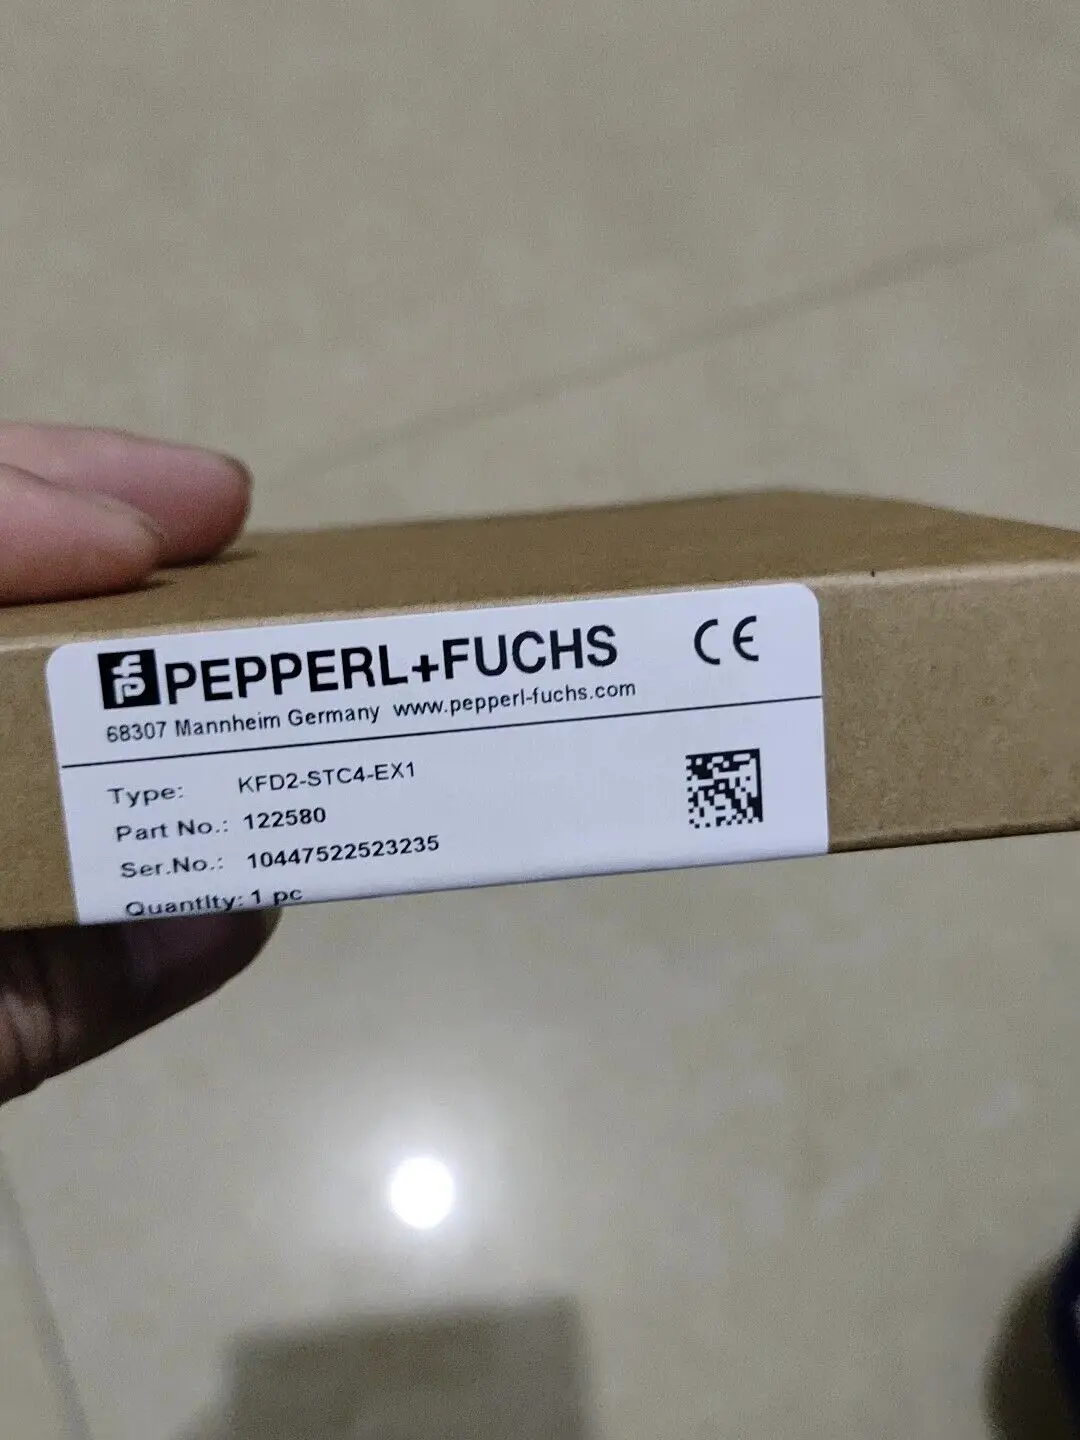 PEPPERL+FUCHS CE
68307 Mannheim Germany www.pepperl-fuchs.com
Type: KFD2-STC4-EX1
Part No.: 122580
Ser.No.: 10447522523235
Quantity: 1 pc